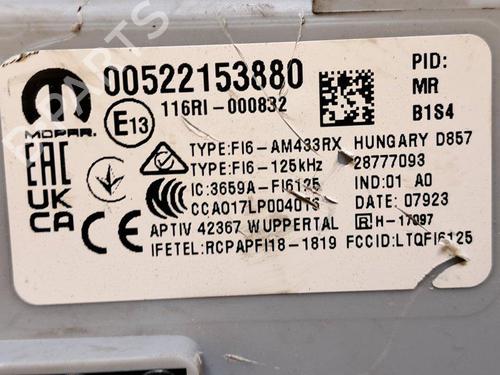 MOPAR.
00522153880
116RI-000832
E13
PID:
MR
B1S4
EAC
UK
CA
TYPE:FI6-AM433RX HUNGARY D857
TYPE:FI6-125kHz 28777093
IC:3659A-FI6125 IND:01 A0
CCAO17LP0040T6 DATE: 07923
APTIV 42367 WUPPERTAL R H-17097
IFETEL:RCPAPFI18-1819 FCCID:LTQFI6125